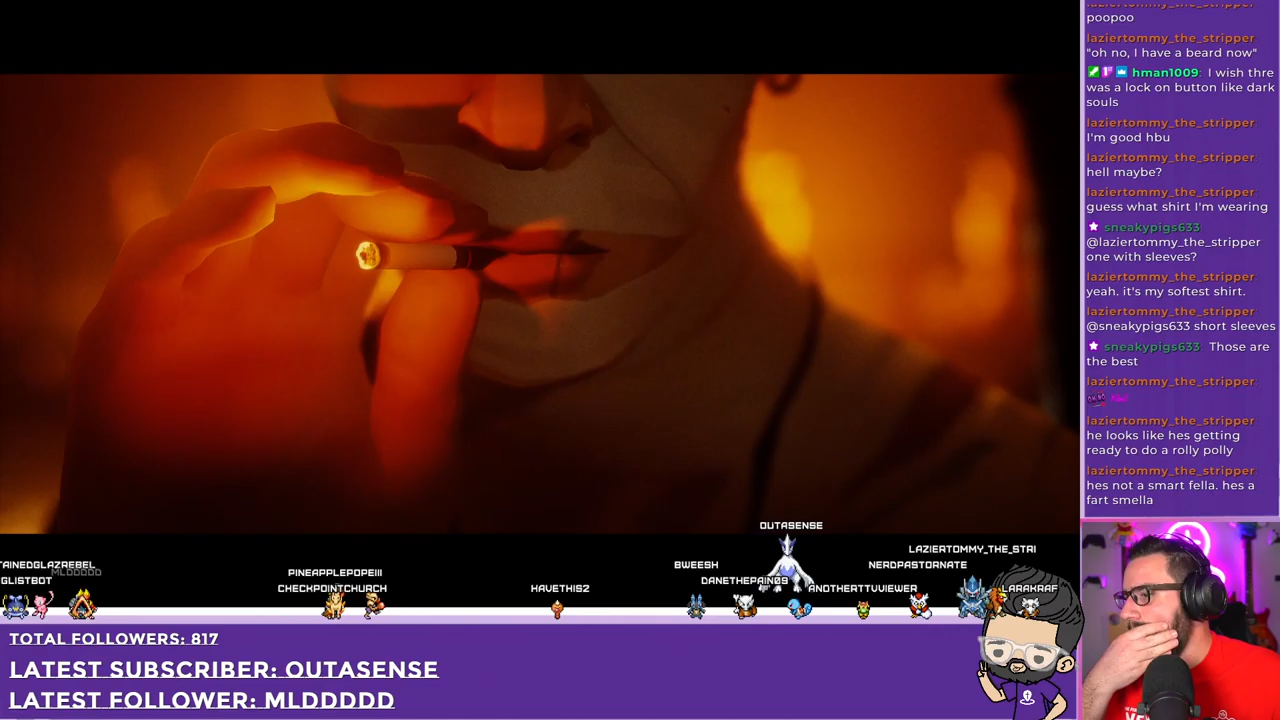 laziertommy_the_stripper:
poopoo
laziertommy_the_stripper:
"oh no, I have a beard now"
hman1009: I wish thre
was a lock on button like dark
souls
laziertommy_the_stripper:
I'm good hbu
laziertommy_the_stripper:
hell maybe?
laziertommy_the_stripper:
guess what shirt I'm wearing
sneakypigs633:
@laziertommy_the_stripper
one with sleeves?
laziertommy_the_stripper:
yeah. it's my softest shirt.
laziertommy_the_stripper:
@sneakypigs633 short sleeves
sneakypigs633: Those are
the best
laziertommy_the_stripper:
laziertommy_the_stripper:
he looks like hes getting
ready to do a rolly polly
laziertommy_the_stripper:
hes not a smart fella. hes a
fart smella
OUTASENSE
LAZIERTOMMY_THE_STRI
TAINEDGLAZREBEL
MLDDDDD
GLISTBOT
PINEAPPLEPOPEIII
CHECKPOINTCHURCH
HAVETHIS2
BWEESH
DANETHEPAIN09
NERDPASTORNATE
ANOTHERTTVVIEWER
LARAKRAF
TOTAL FOLLOWERS: 817
LATEST SUBSCRIBER: OUTASENSE
LATEST FOLLOWER: MLDDDDD